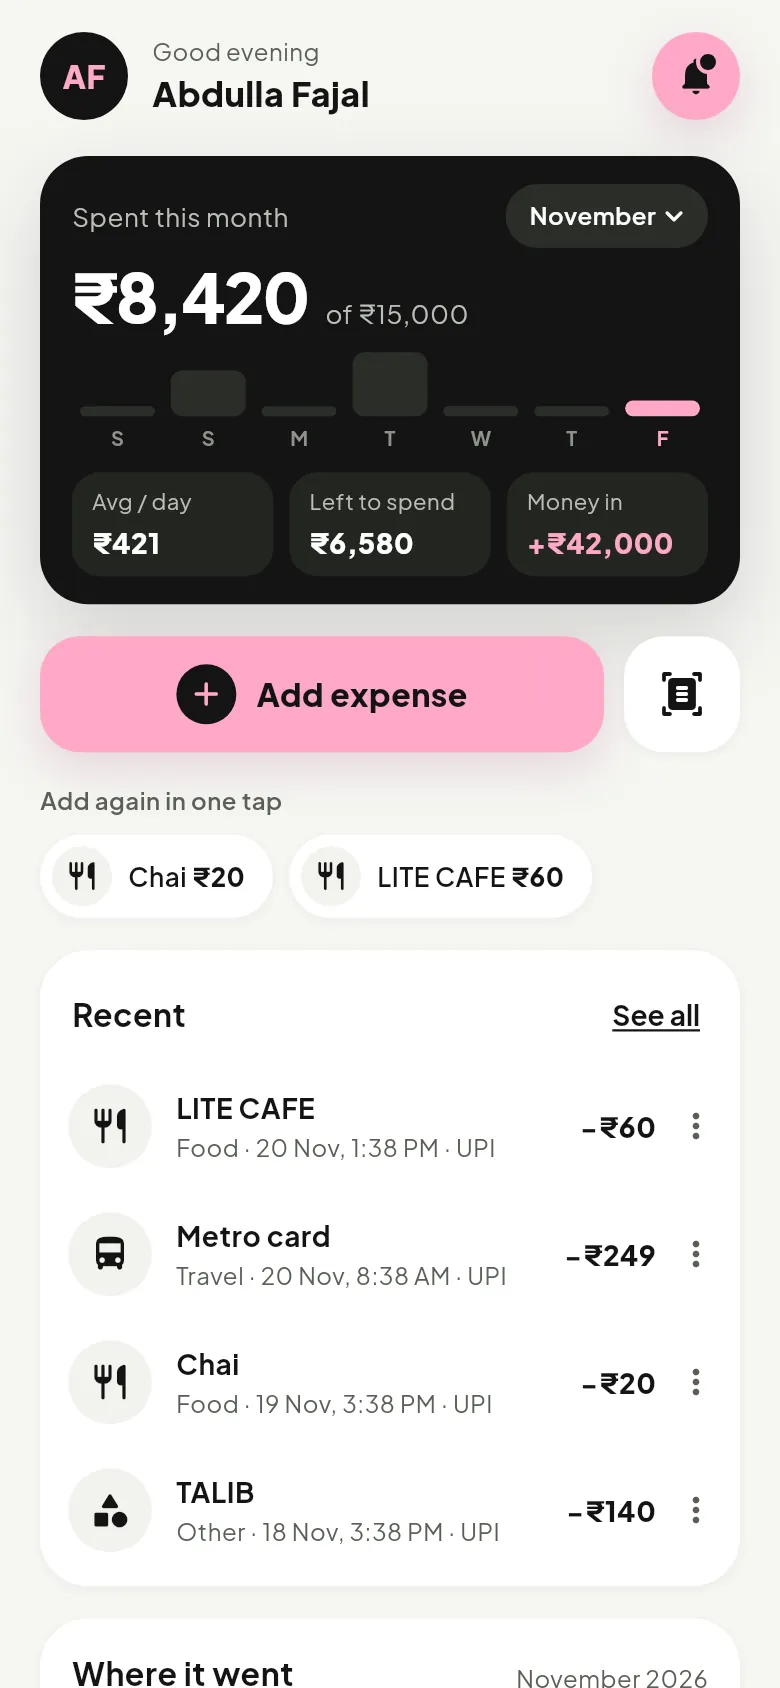 AF
Good evening
Abdulla Fajal
Spent this month
November
₹8,420 of ₹15,000
S S M T W T F
Avg / day
₹421
Left to spend
₹6,580
Money in
+₹42,000
Add expense
Add again in one tap
Chai ₹20
LITE CAFE ₹60
Recent
See all
LITE CAFE
Food · 20 Nov, 1:38 PM · UPI
−₹60
Metro card
Travel · 20 Nov, 8:38 AM · UPI
−₹249
Chai
Food · 19 Nov, 3:38 PM · UPI
−₹20
TALIB
Other · 18 Nov, 3:38 PM · UPI
−₹140
Where it went
November 2026